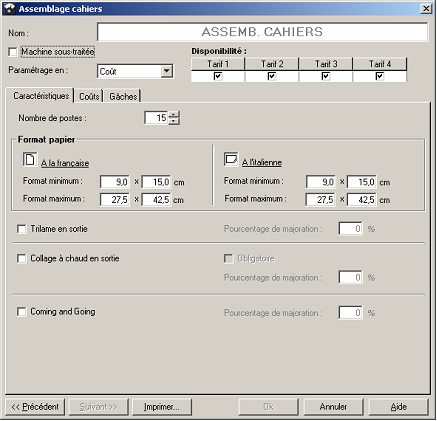 Assemblage cahiers
Nom : ASSEMB. CAHIERS
Machine sous-traitée
Disponibilité :
Tarif 1 Tarif 2 Tarif 3 Tarif 4
Paramétrage en : Coût
Caractéristiques Coûts Gâches
Nombre de postes : 15
Format papier
A la française A l'italienne
Format minimum : 9,0 x 15,0 cm Format minimum : 9,0 x 15,0 cm
Format maximum : 27,5 x 42,5 cm Format maximum : 27,5 x 42,5 cm
Trilame en sortie Pourcentage de majoration : 0 %
Collage à chaud en sortie Obligatoire
Pourcentage de majoration : 0 %
Coming and Going Pourcentage de majoration : 0 %
<< Précédent Suivant >> Imprimer... Ok Annuler Aide